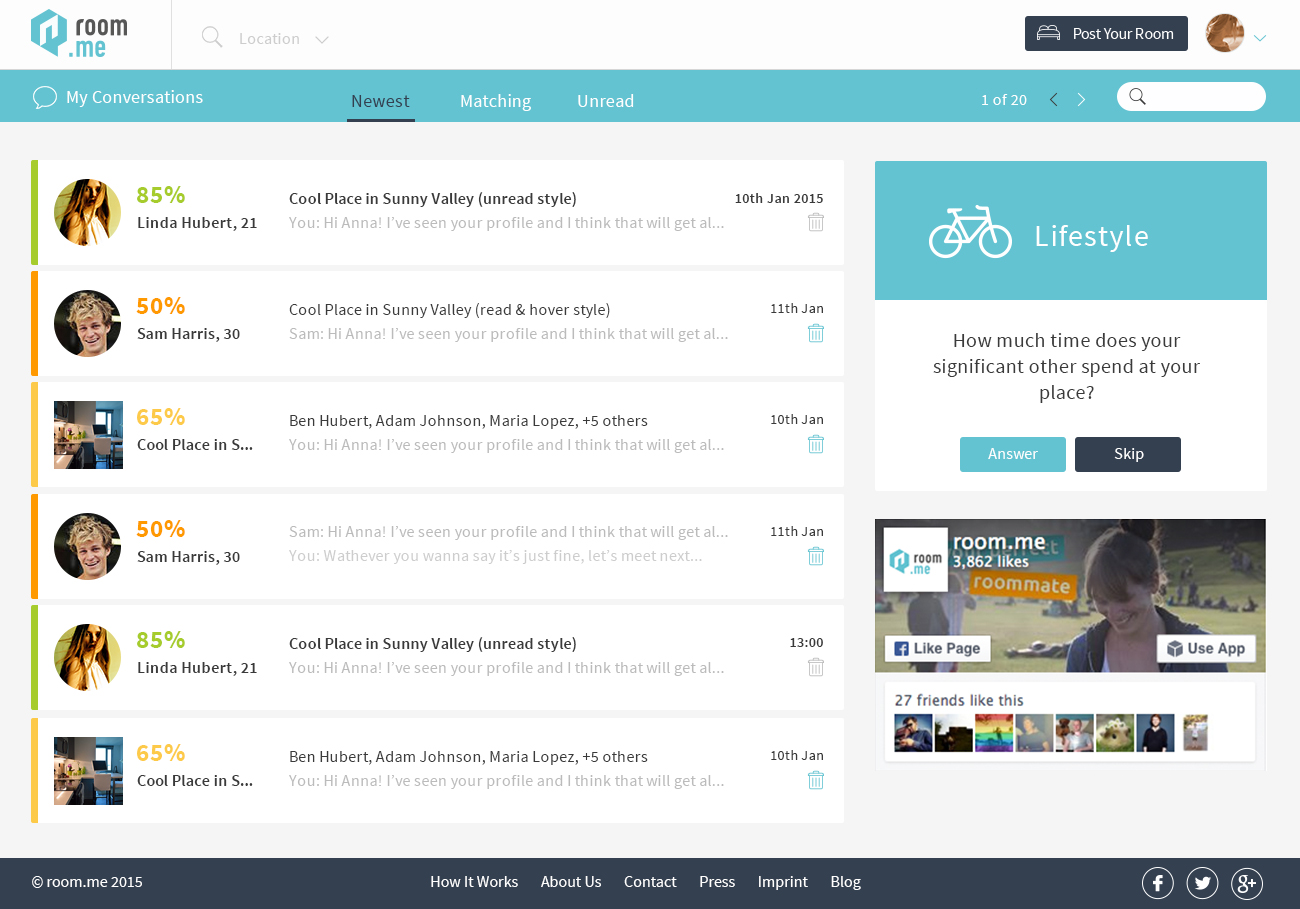 room
.me
Location
Post Your Room
My Conversations
Newest
Matching
Unread
1 of 20
85%
Linda Hubert, 21
Cool Place in Sunny Valley (unread style)
You: Hi Anna! I've seen your profile and I think that will get al...
10th Jan 2015
50%
Sam Harris, 30
Cool Place in Sunny Valley (read & hover style)
Sam: Hi Anna! I've seen your profile and I think that will get al...
11th Jan
65%
Cool Place in S...
Ben Hubert, Adam Johnson, Maria Lopez, +5 others
You: Hi Anna! I've seen your profile and I think that will get al...
10th Jan
50%
Sam Harris, 30
Sam: Hi Anna! I've seen your profile and I think that will get al...
You: Wathever you wanna say it's just fine, let's meet next...
11th Jan
85%
Linda Hubert, 21
Cool Place in Sunny Valley (unread style)
You: Hi Anna! I've seen your profile and I think that will get al...
13:00
65%
Cool Place in S...
Ben Hubert, Adam Johnson, Maria Lopez, +5 others
You: Hi Anna! I've seen your profile and I think that will get al...
10th Jan
Lifestyle
How much time does your
significant other spend at your
place?
Answer
Skip
room
.me
room.me
your perfect
3,862 likes
roommate
Like Page
Use App
27 friends like this
© room.me 2015
How It Works
About Us
Contact
Press
Imprint
Blog